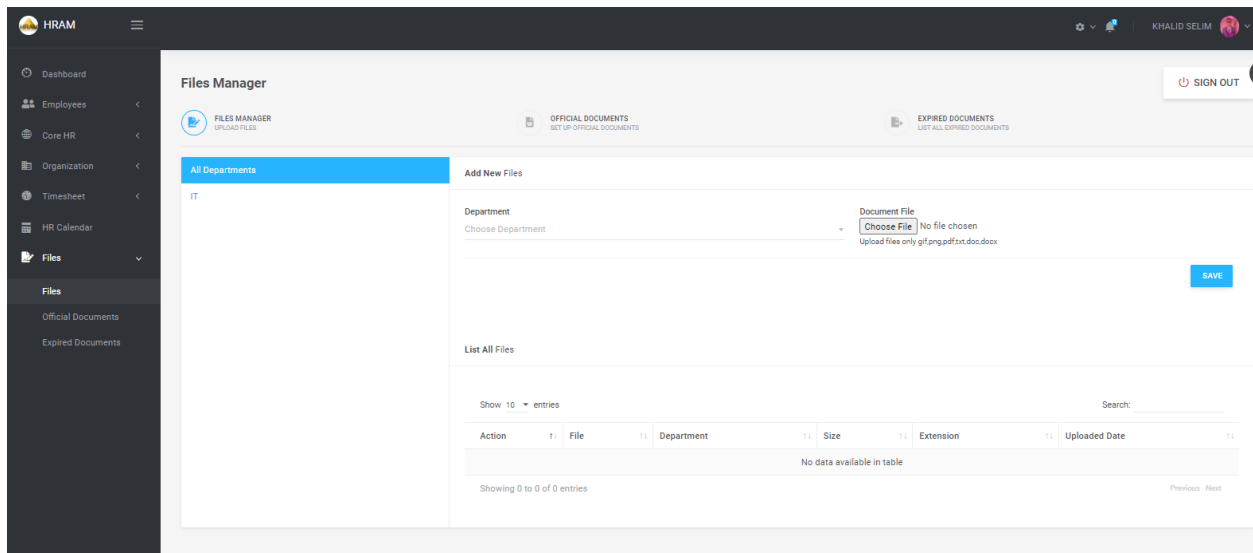 HRAM
KHALID SELIM
Dashboard
Employees
Core HR
Organization
Timesheet
HR Calendar
Files
Files
Official Documents
Expired Documents
Files Manager
SIGN OUT
FILES MANAGER
UPLOAD FILES
OFFICIAL DOCUMENTS
SET UP OFFICIAL DOCUMENTS
EXPIRED DOCUMENTS
LIST ALL EXPIRED DOCUMENTS
All Departments
IT
Add New Files
Department
Choose Department
Document File
Choose File No file chosen
Upload files only gif,png,pdf,txt,doc,docx
SAVE
List All Files
Show 10 entries
Search:
Action File Department Size Extension Uploaded Date
No data available in table
Showing 0 to 0 of 0 entries
Previous Next